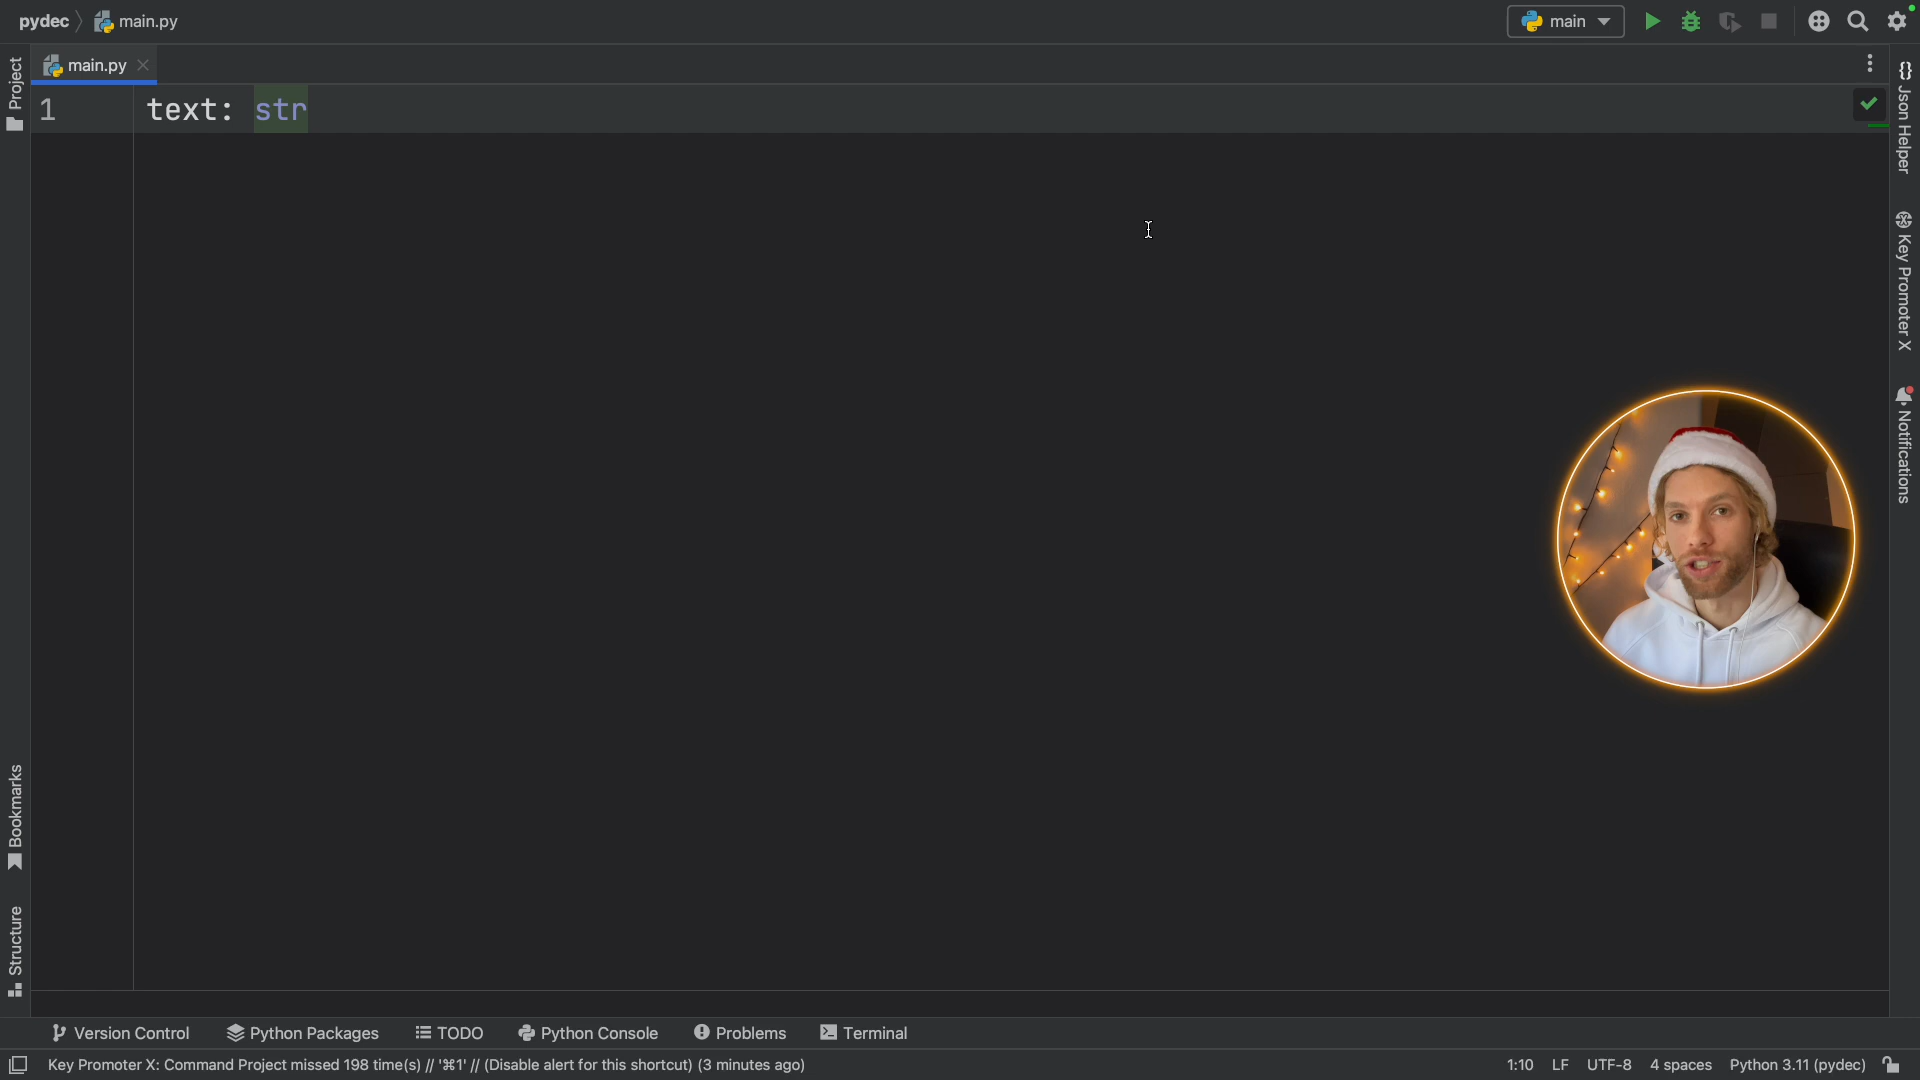 pydec
main.py
main
main.py
Project
1
text: str
Json Helper
Key Promoter X
Notifications
Bookmarks
Structure
Version Control
Python Packages
TODO
Python Console
Problems
Terminal
Key Promoter X: Command Project missed 198 time(s) // '⌘1' // (Disable alert for this shortcut) (3 minutes ago)
1:10 LF UTF-8 4 spaces Python 3.11 (pydec)